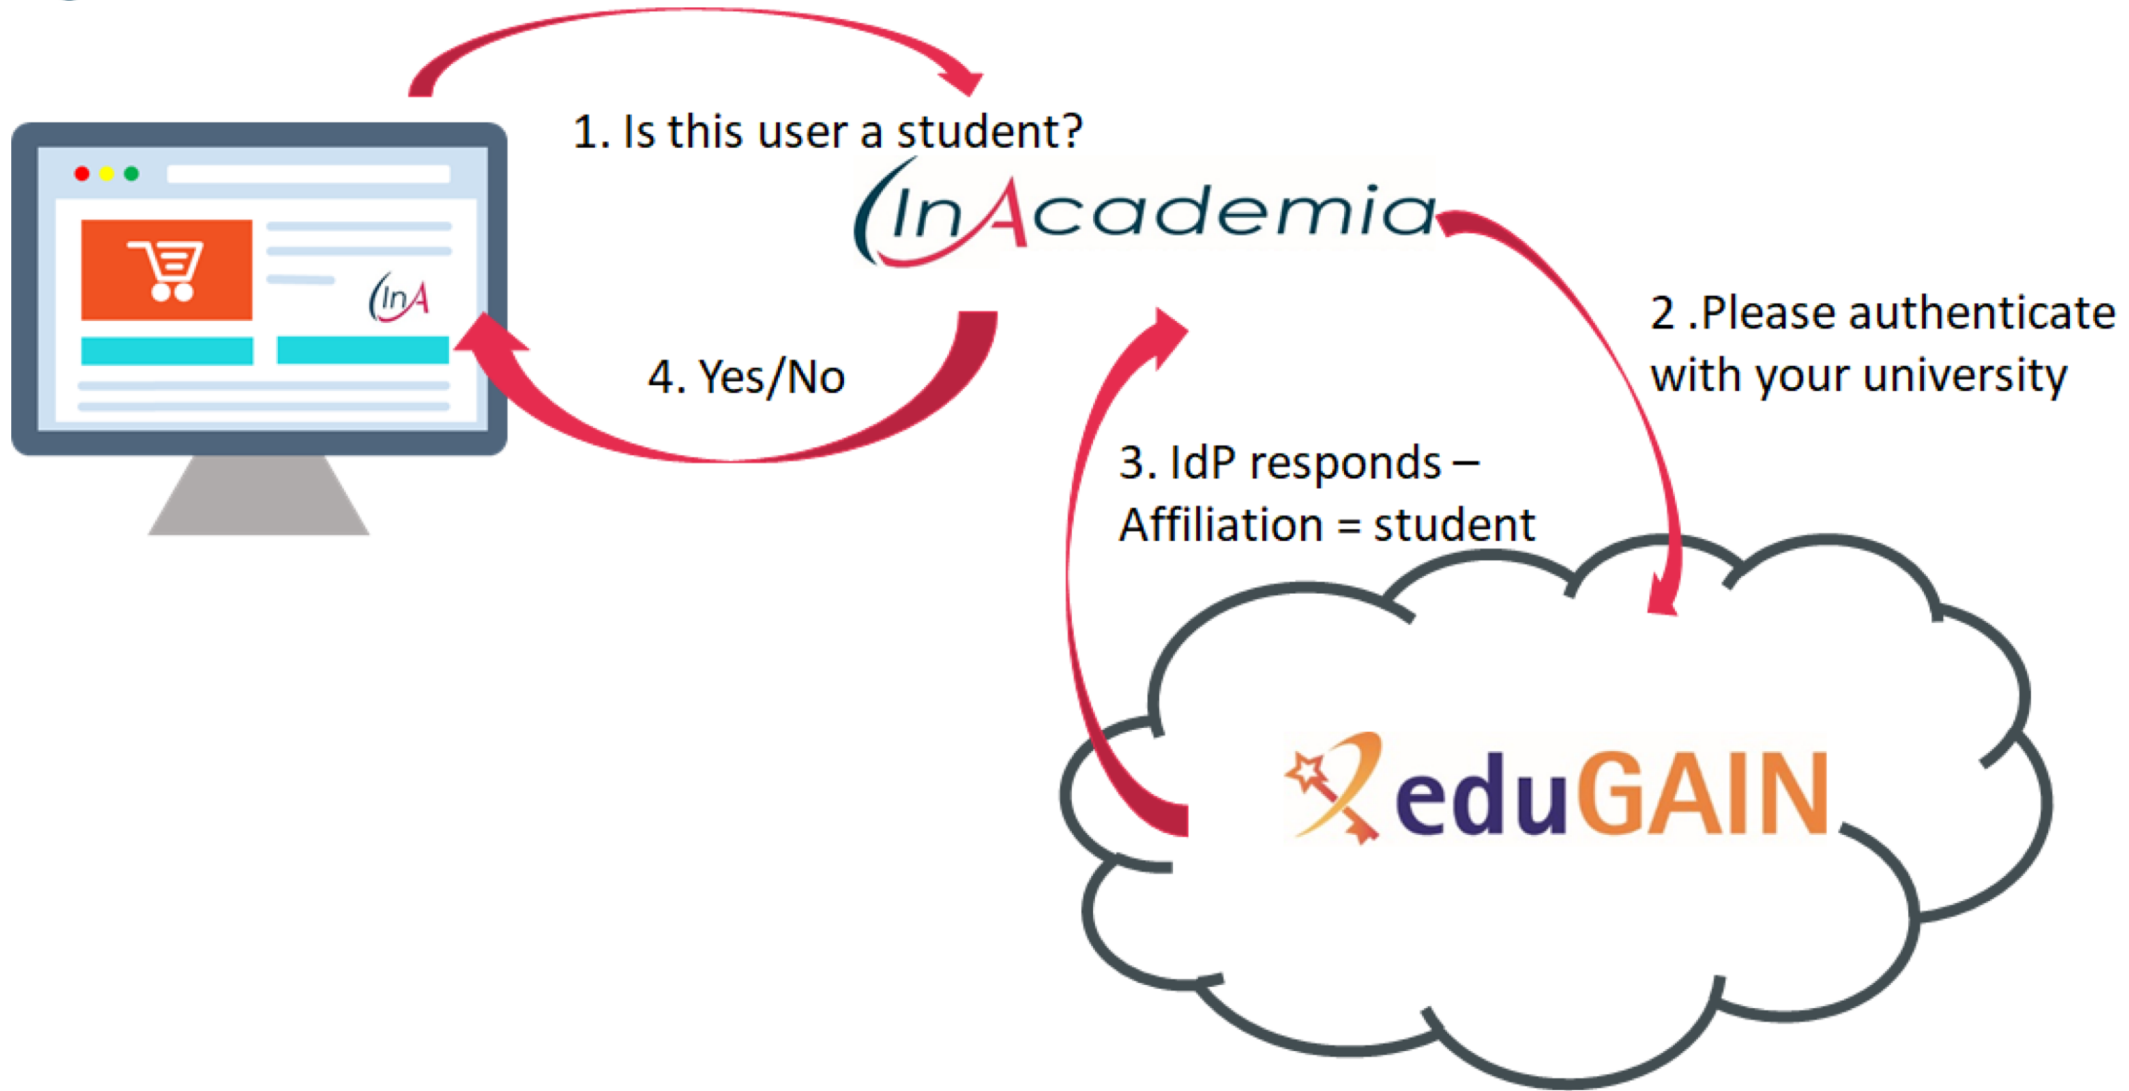 1. Is this user a student?
InAcademia
InA
2 .Please authenticate
with your university
4. Yes/No
3. IdP responds –
Affiliation = student
eduGAIN